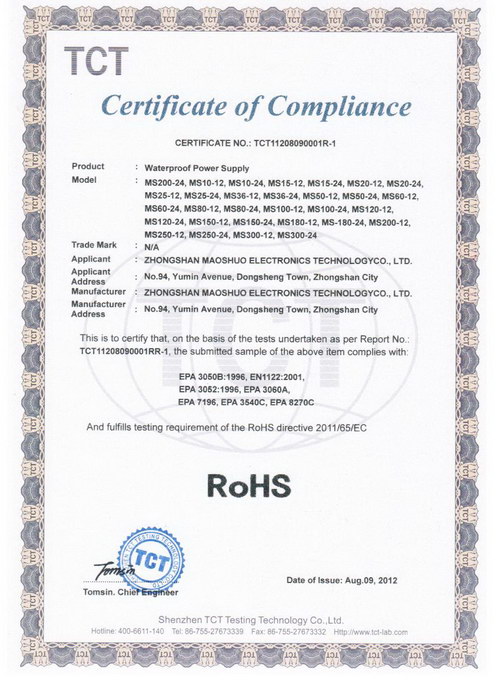 TCT
Certificate of Compliance
CERTIFICATE NO.: TCT11208090001R-1
Product : Waterproof Power Supply
Model : MS200-24, MS10-12, MS10-24, MS15-12, MS15-24, MS20-12, MS20-24,
MS25-12, MS25-24, MS36-12, MS36-24, MS50-12, MS50-24, MS60-12,
MS60-24, MS80-12, MS80-24, MS100-12, MS100-24, MS120-12,
MS120-24, MS150-12, MS150-24, MS180-12, MS-180-24, MS200-12,
MS250-12, MS250-24, MS300-12, MS300-24
Trade Mark : N/A
Applicant : ZHONGSHAN MAOSHUO ELECTRONICS TECHNOLOGYCO., LTD.
Applicant
Address : No.94, Yumin Avenue, Dongsheng Town, Zhongshan City
Manufacturer : ZHONGSHAN MAOSHUO ELECTRONICS TECHNOLOGYCO., LTD.
Manufacturer
Address : No.94, Yumin Avenue, Dongsheng Town, Zhongshan City
This is to certify that, on the basis of the tests undertaken as per Report No.:
TCT11208090001RR-1, the submitted sample of the above item complies with:
EPA 3050B:1996, EN1122:2001,
EPA 3052:1996, EPA 3060A,
EPA 7196, EPA 3540C, EPA 8270C
And fulfills testing requirement of the RoHS directive 2011/65/EC
RoHS
TCT
Tomsin
Tomsin. Chief Engineer
Date of Issue: Aug.09, 2012
Shenzhen TCT Testing Technology Co.,Ltd.
Hotline: 400-6611-140 Tel: 86-755-27673339 Fax: 86-755-27673332 Http://www.tct-lab.com